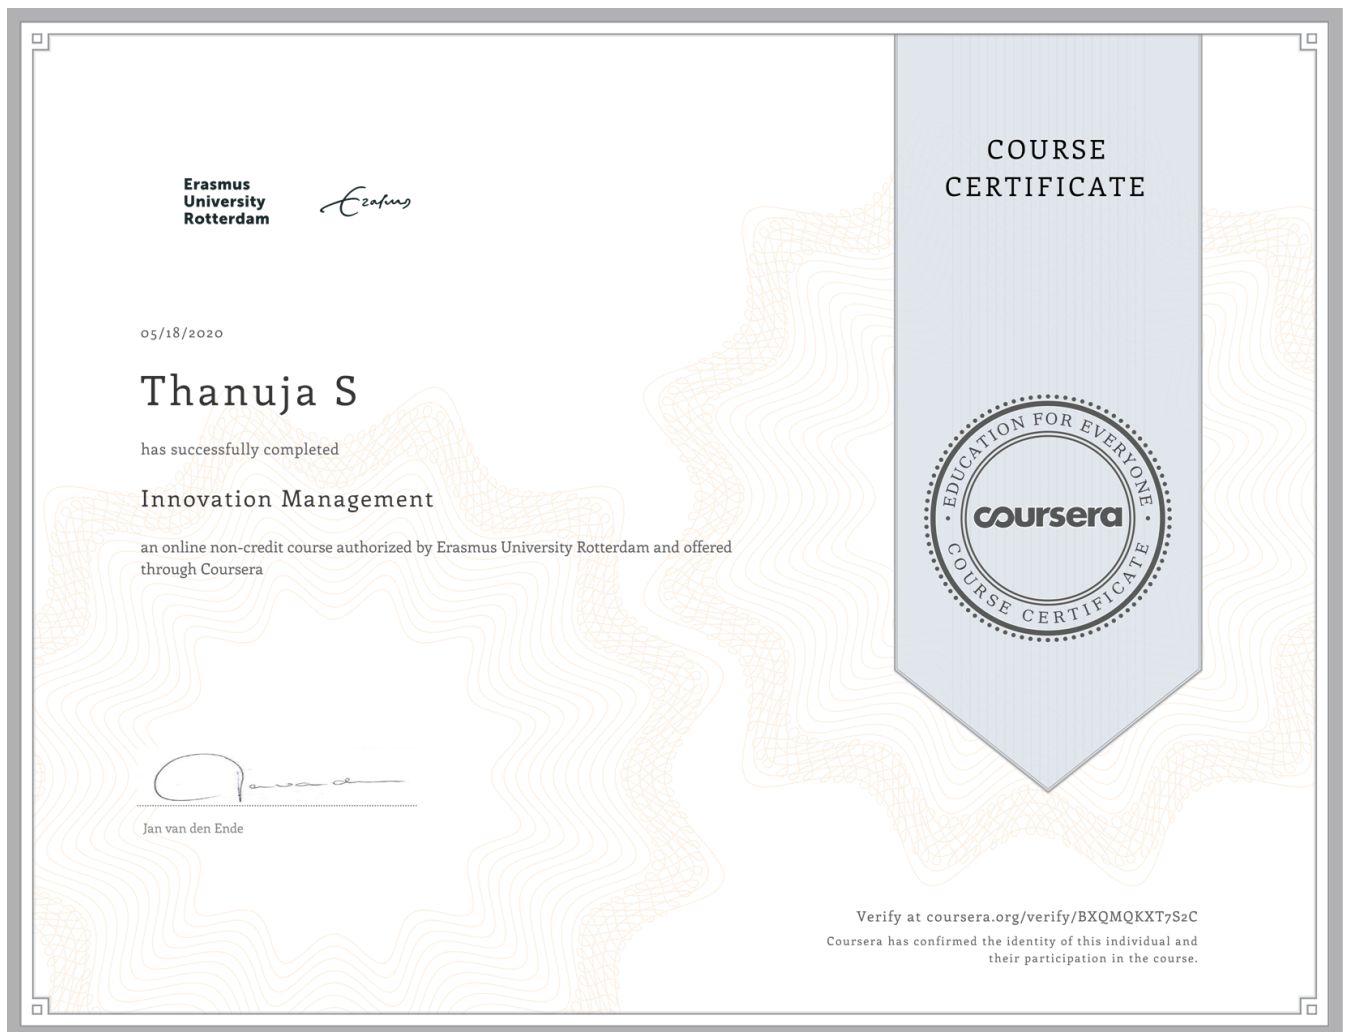 Erasmus
University
Rotterdam
Erasmus
COURSE
CERTIFICATE
05/18/2020
Thanuja S
has successfully completed
Innovation Management
an online non-credit course authorized by Erasmus University Rotterdam and offered
through Coursera
EDUCATION FOR EVERYONE
coursera
COURSE CERTIFICATE
Jan van den Ende
Verify at coursera.org/verify/BXQMQKXT7S2C
Coursera has confirmed the identity of this individual and
their participation in the course.